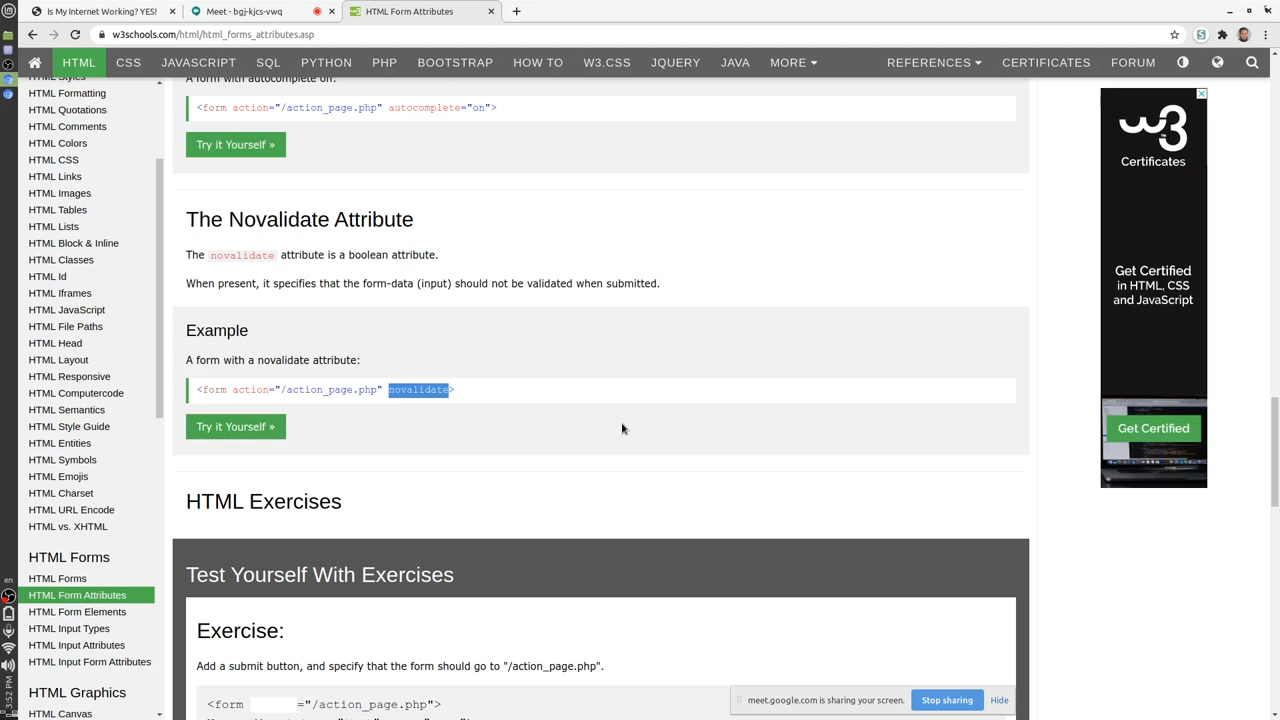 Is My Internet Working? YES!
Meet - bgj-kjcs-vwq
HTML Form Attributes
w3schools.com/html/html_forms_attributes.asp
HTML CSS JAVASCRIPT SQL PYTHON PHP BOOTSTRAP HOW TO W3.CSS JQUERY JAVA MORE REFERENCES CERTIFICATES FORUM
HTML Styles
HTML Formatting
HTML Quotations
HTML Comments
HTML Colors
HTML CSS
HTML Links
HTML Images
HTML Tables
HTML Lists
HTML Block & Inline
HTML Classes
HTML Id
HTML Iframes
HTML JavaScript
HTML File Paths
HTML Head
HTML Layout
HTML Responsive
HTML Computercode
HTML Semantics
HTML Style Guide
HTML Entities
HTML Symbols
HTML Emojis
HTML Charset
HTML URL Encode
HTML vs. XHTML
HTML Forms
HTML Forms
HTML Form Attributes
HTML Form Elements
HTML Input Types
HTML Input Attributes
HTML Input Form Attributes
HTML Graphics
HTML Canvas
A form with autocomplete on:
<form action="/action_page.php" autocomplete="on">
Try it Yourself »
The Novalidate Attribute
The novalidate attribute is a boolean attribute.
When present, it specifies that the form-data (input) should not be validated when submitted.
Example
A form with a novalidate attribute:
<form action="/action_page.php" novalidate>
Try it Yourself »
HTML Exercises
Test Yourself With Exercises
Exercise:
Add a submit button, and specify that the form should go to "/action_page.php".
<form ="/action_page.php">
w3
Certificates
Get Certified
in HTML, CSS
and JavaScript
Get Certified
meet.google.com is sharing your screen.
Stop sharing
Hide
en
3:52 PM